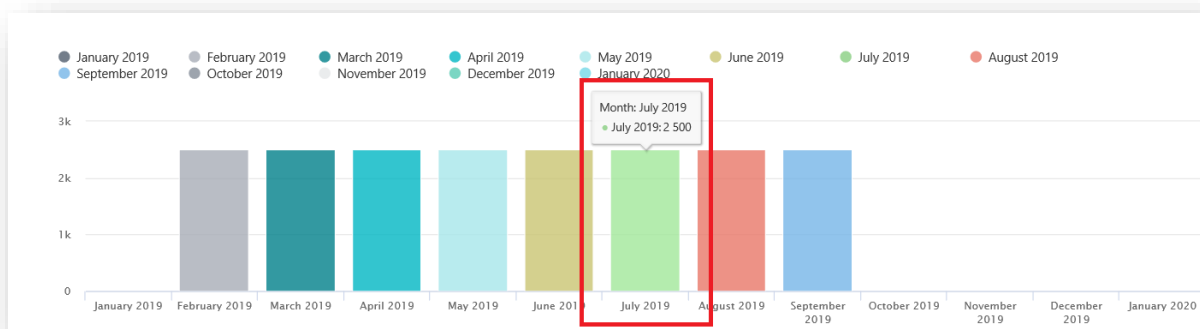 January 2019 February 2019 March 2019 April 2019 May 2019 June 2019 July 2019 August 2019
September 2019 October 2019 November 2019 December 2019 January 2020
Month: July 2019
July 2019: 2 500
3k
2k
1k
0
January 2019 February 2019 March 2019 April 2019 May 2019 June 2019 July 2019 August 2019 September 2019 October 2019 November 2019 December 2019 January 2020